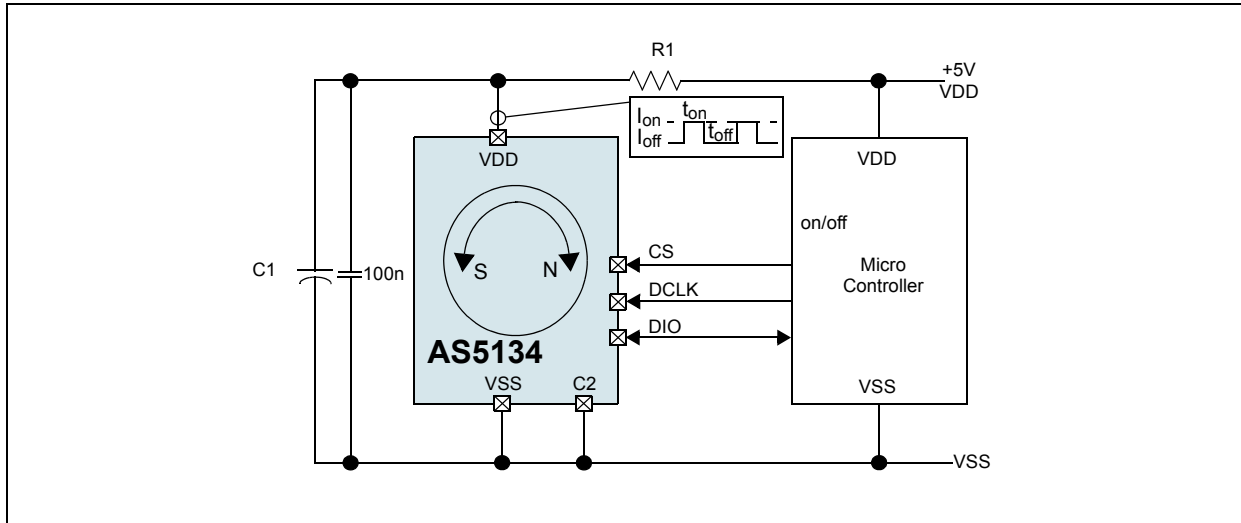 R1
+5V
VDD
Ion
ton
Ioff
toff
VDD
VDD
on/off
CS
C1
100n
S
N
Micro
Controller
DCLK
DIO
AS5134
VSS
C2
VSS
VSS